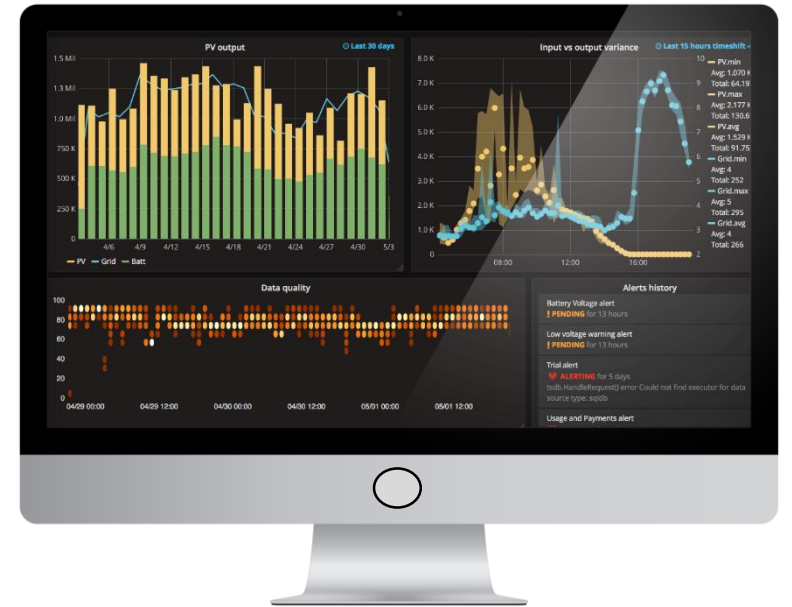 PV output
Last 30 days
1.5 Mil
1.3 Mil
1.0 Mil
750 K
500 K
250 K
0
4/6 4/9 4/12 4/15 4/18 4/21 4/24 4/27 4/30 5/3
PV Grid Batt
Input vs output variance
Last 15 hours timeshift -
8.0 K
7.0 K
6.0 K
5.0 K
4.0 K
3.0 K
2.0 K
1.0 K
0
08:00 12:00 16:00
10
9
8
7
6
5
4
3
2
PV.min
Avg: 1.070
Total: 64.19
PV.max
Avg: 2.177
Total: 130.6
PV.avg
Avg: 1.529
Total: 91.75
Grid.min
Avg: 4
Total: 252
Grid.max
Avg: 5
Total: 295
Grid.avg
Avg: 4
Total: 266
Data quality
100
80
60
40
20
0
04/29 00:00 04/29 12:00 04/30 00:00 04/30 12:00 05/01 00:00 05/01 12:00
Alerts history
Battery Voltage alert
PENDING for 13 hours
Low voltage warning alert
PENDING for 13 hours
Trial alert
ALERTING for 5 days
tsdb.HandleRequest() error Could not find executor for data
source type: sqldb
Usage and Payments alert